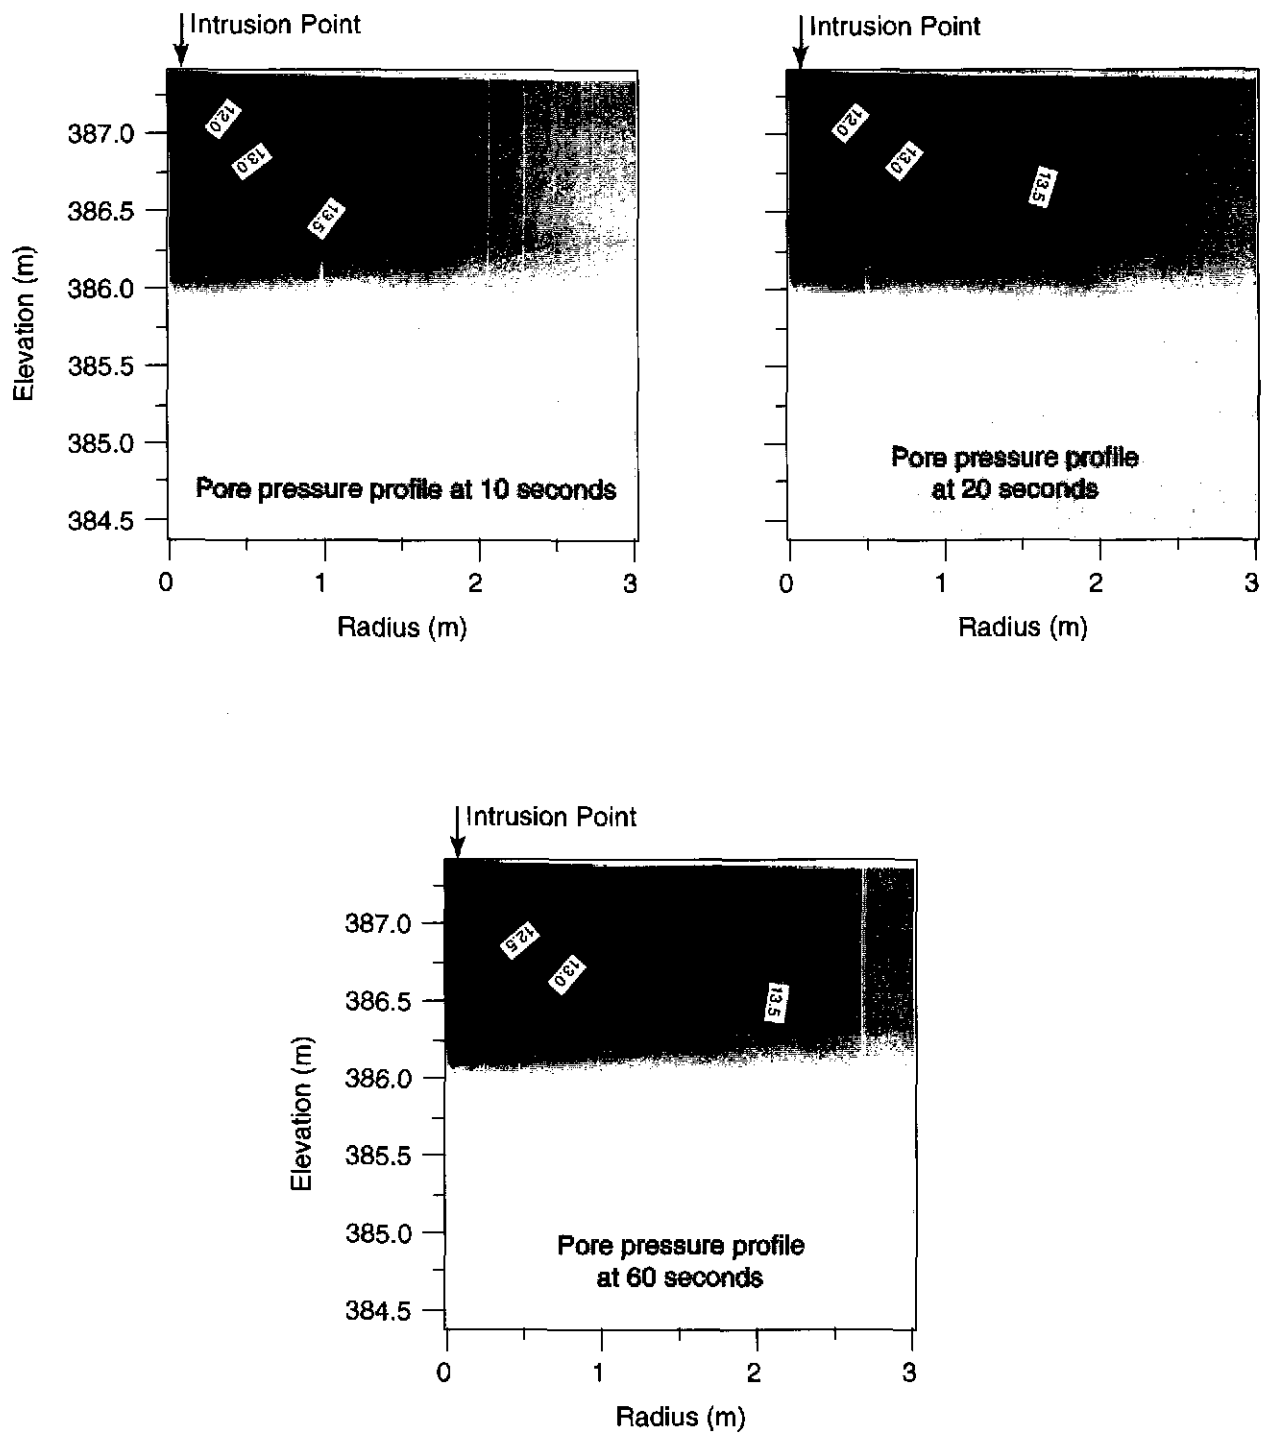 Intrusion Point
12.0
13.0
13.5
387.0
386.5
386.0
385.5
385.0
384.5
Elevation (m)
Pore pressure profile at 10 seconds
0 1 2 3
Radius (m)
Intrusion Point
12.0
13.0
13.5
Pore pressure profile
at 20 seconds
0 1 2 3
Radius (m)
Intrusion Point
12.5
13.0
13.5
387.0
386.5
386.0
385.5
385.0
384.5
Elevation (m)
Pore pressure profile
at 60 seconds
0 1 2 3
Radius (m)